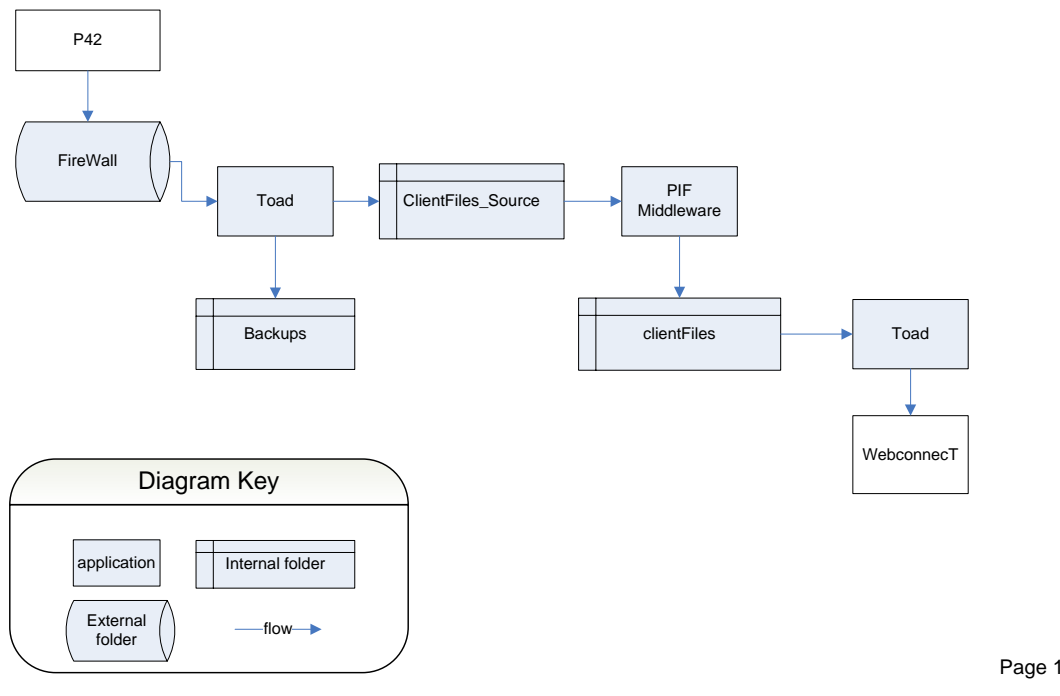 P42
FireWall
Toad
ClientFiles_Source
PIF
Middleware
Backups
clientFiles
Toad
WebconnecT
Diagram Key
application
Internal folder
External
folder
flow
Page 1